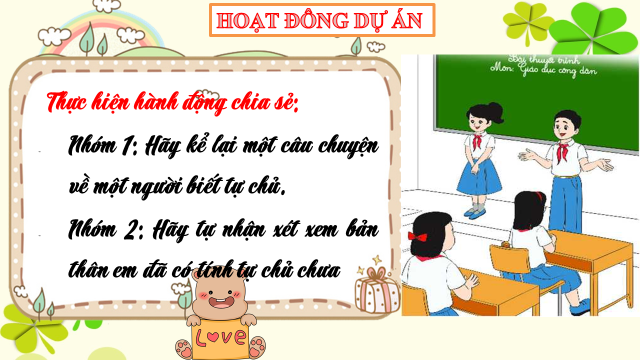 HOẠT ĐÔNG DỰ ÁN
Bài thuyết trình
Môn: Giáo dục công dân
Thực hiện hành động chia sẻ:
- Nhóm 1: Hãy kể lại một câu chuyện
về một người biết tự chủ.
- Nhóm 2: Hãy tự nhận xét xem bản
thân em đã có tính tự chủ chưa
Love